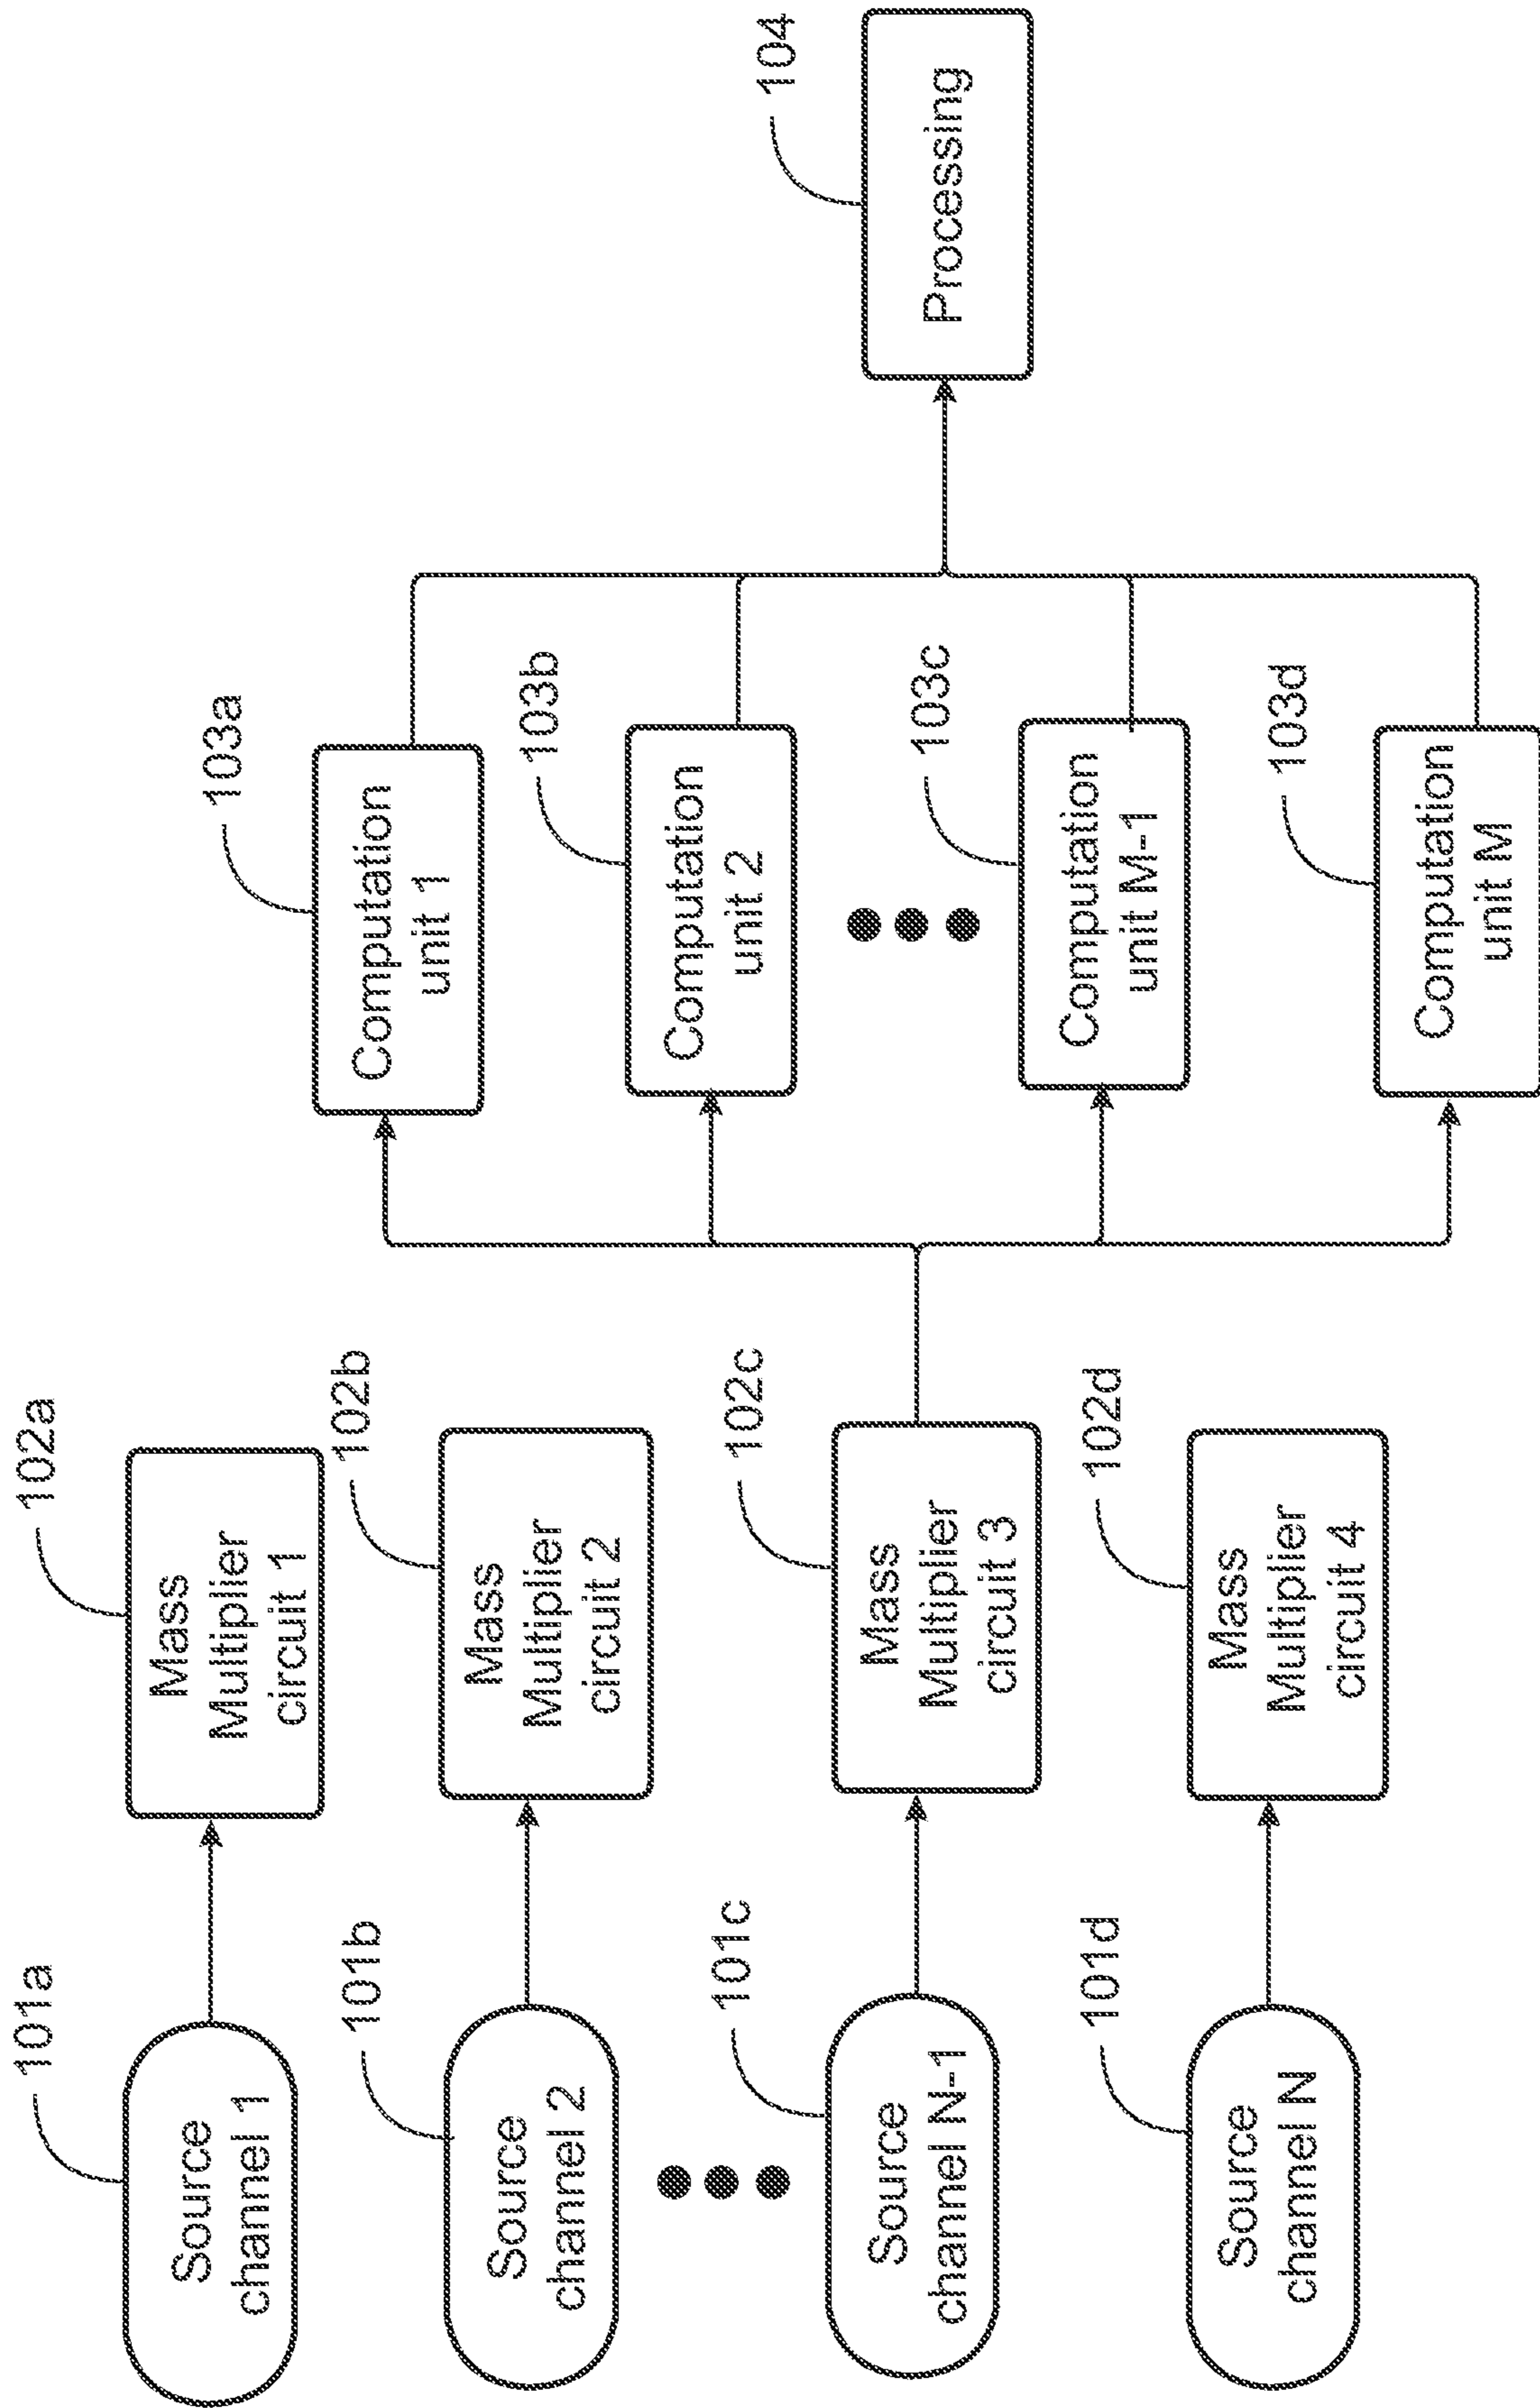 101a
Source
channel 1
102a
Mass
Multiplier
circuit 1
101b
Source
channel 2
102b
Mass
Multiplier
circuit 2
101c
Source
channel N-1
102c
Mass
Multiplier
circuit 3
101d
Source
channel N
102d
Mass
Multiplier
circuit 4
103a
Computation
unit 1
103b
Computation
unit 2
103c
Computation
unit M-1
103d
Computation
unit M
104
Processing